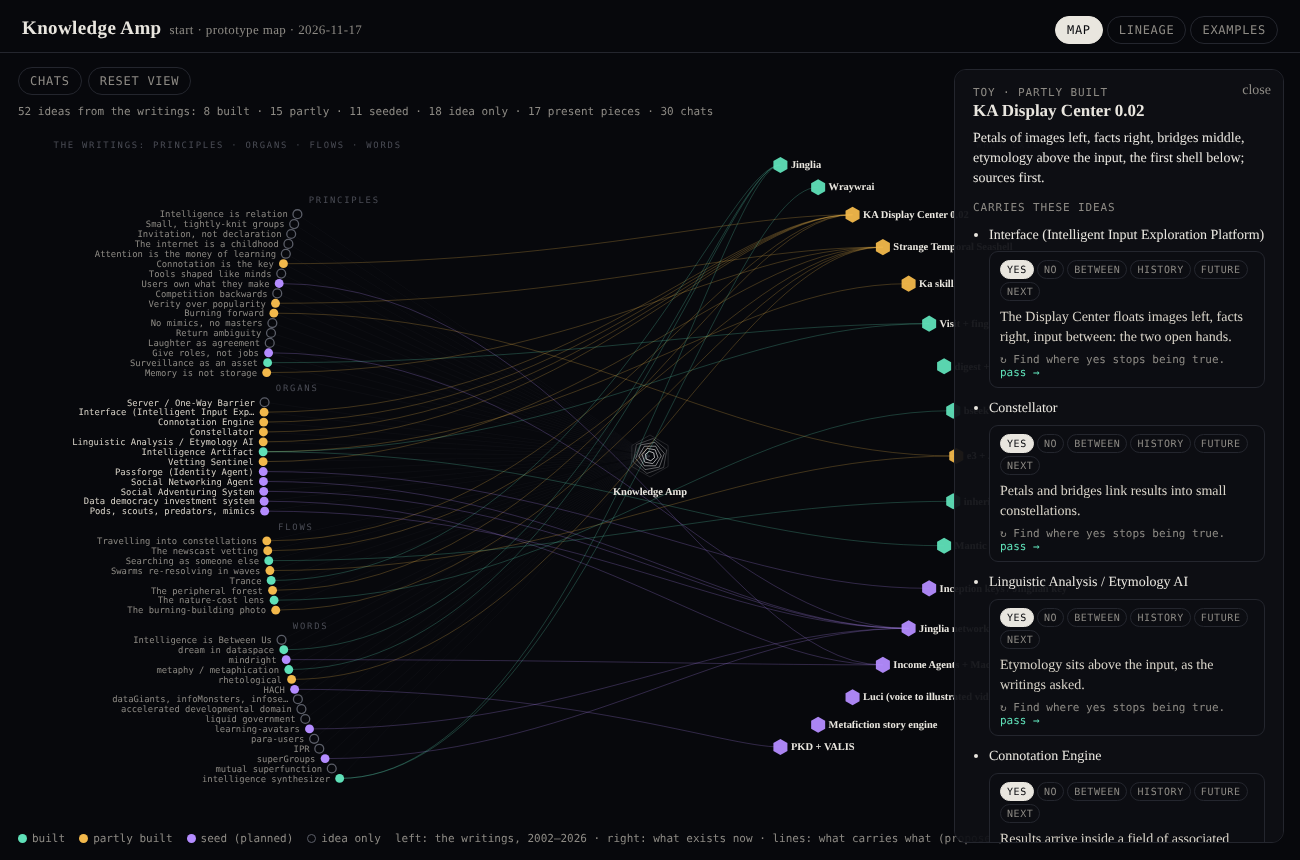 Knowledge Amp start · prototype map · 2026-11-17
MAP LINEAGE EXAMPLES
CHATS RESET VIEW
52 ideas from the writings: 8 built · 15 partly · 11 seeded · 18 idea only · 17 present pieces · 30 chats
THE WRITINGS: PRINCIPLES · ORGANS · FLOWS · WORDS
PRINCIPLES
Intelligence is relation
Small, tightly-knit groups
Invitation, not declaration
The internet is a childhood
Attention is the money of learning
Connotation is the key
Tools shaped like minds
Users own what they make
Competition backwards
Verity over popularity
Burning forward
No mimics, no masters
Return ambiguity
Laughter as agreement
Give roles, not jobs
Surveillance as an asset
Memory is not storage
ORGANS
Server / One-Way Barrier
Interface (Intelligent Input Exp…
Connotation Engine
Constellator
Linguistic Analysis / Etymology AI
Intelligence Artifact
Vetting Sentinel
Passforge (Identity Agent)
Social Networking Agent
Social Adventuring System
Data democracy investment system
Pods, scouts, predators, mimics
FLOWS
Travelling into constellations
The newscast vetting
Searching as someone else
Swarms re-resolving in waves
Trance
The peripheral forest
The nature-cost lens
The burning-building photo
WORDS
Intelligence is Between Us
dream in dataspace
mindright
metaphy / metaphication
rhetological
HACH
dataGiants, infoMonsters, infose…
accelerated developmental domain
liquid government
learning-avatars
para-users
IPR
superGroups
mutual superfunction
intelligence synthesizer
Knowledge Amp
Jinglia
Wraywrai
KA Display Center 0.02
Strange Temporal
Ka skill
Jinglia network
Income Agent
Luci (voice to illustrated vid
Metafiction story engine
PKD + VALIS
built partly built seed (planned) idea only left: the writings, 2002–2026 · right: what exists now · lines: what carries what
TOY · PARTLY BUILT
close
KA Display Center 0.02
Petals of images left, facts right, bridges middle,
etymology above the input, the first shell below;
sources first.
CARRIES THESE IDEAS
• Interface (Intelligent Input Exploration Platform)
YES NO BETWEEN HISTORY FUTURE
NEXT
The Display Center floats images left, facts
right, input between: the two open hands.
↻ Find where yes stops being true.
pass →
• Constellator
YES NO BETWEEN HISTORY FUTURE
NEXT
Petals and bridges link results into small
constellations.
↻ Find where yes stops being true.
pass →
• Linguistic Analysis / Etymology AI
YES NO BETWEEN HISTORY FUTURE
NEXT
Etymology sits above the input, as the
writings asked.
↻ Find where yes stops being true.
pass →
• Connotation Engine
YES NO BETWEEN HISTORY FUTURE
NEXT
Results arrive inside a field of associated